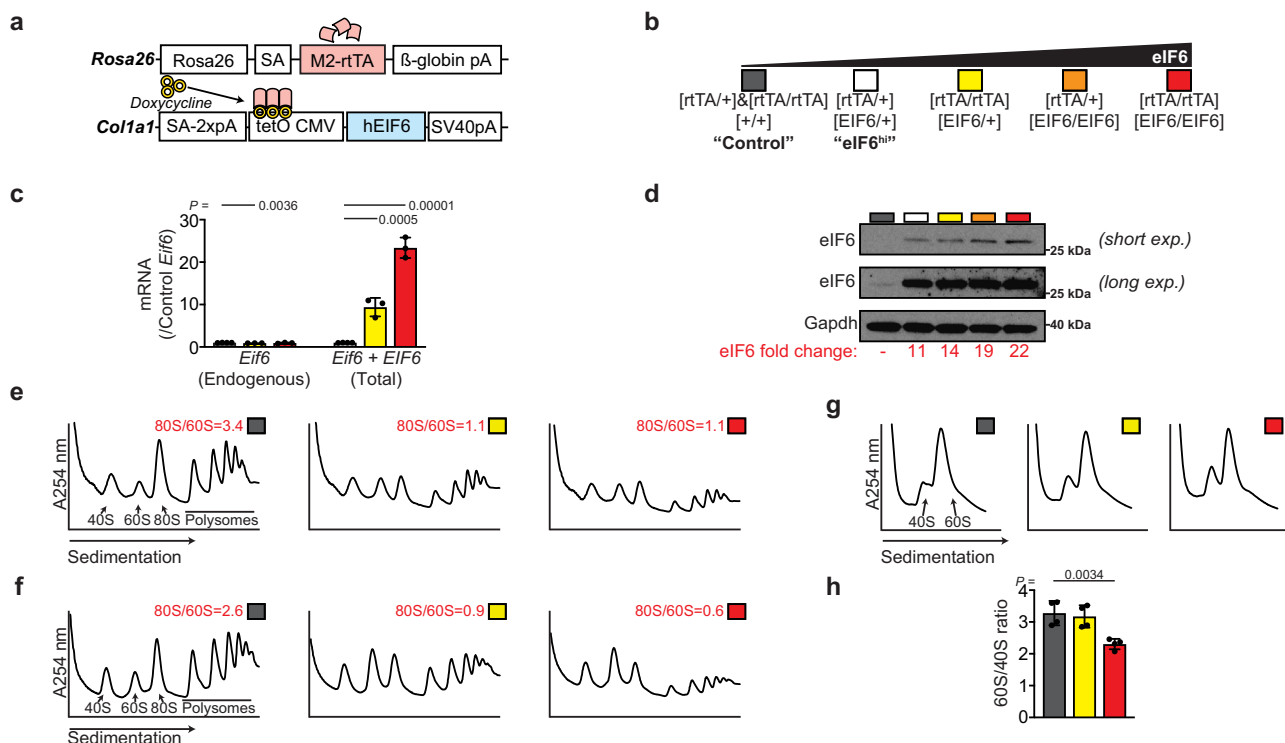 a
Rosa26
Rosa26
SA
M2-rtTA
ß-globin pA
Doxycycline
Col1a1
SA-2xpA
tetO CMV
hEIF6
SV40pA
b
eIF6
[rtTA/+]&[rtTA/rtTA]
[+/+]
“Control”
[rtTA/+]
[EIF6/+]
“eIF6hi”
[rtTA/rtTA]
[EIF6/+]
[rtTA/+]
[EIF6/EIF6]
[rtTA/rtTA]
[EIF6/EIF6]
c
P =
0.0036
0.00001
0.0005
mRNA
(/Control Eif6)
30
20
10
0
Eif6
(Endogenous)
Eif6 + EIF6
(Total)
d
eIF6
25 kDa
(short exp.)
eIF6
25 kDa
(long exp.)
Gapdh
40 kDa
eIF6 fold change: - 11 14 19 22
e
80S/60S=3.4
80S/60S=1.1
80S/60S=1.1
A254 nm
40S
60S
80S
Polysomes
Sedimentation
f
80S/60S=2.6
80S/60S=0.9
80S/60S=0.6
A254 nm
40S
60S
80S
Polysomes
Sedimentation
g
A254 nm
40S
60S
Sedimentation
h
P =
0.0034
60S/40S ratio
4
3
2
1
0